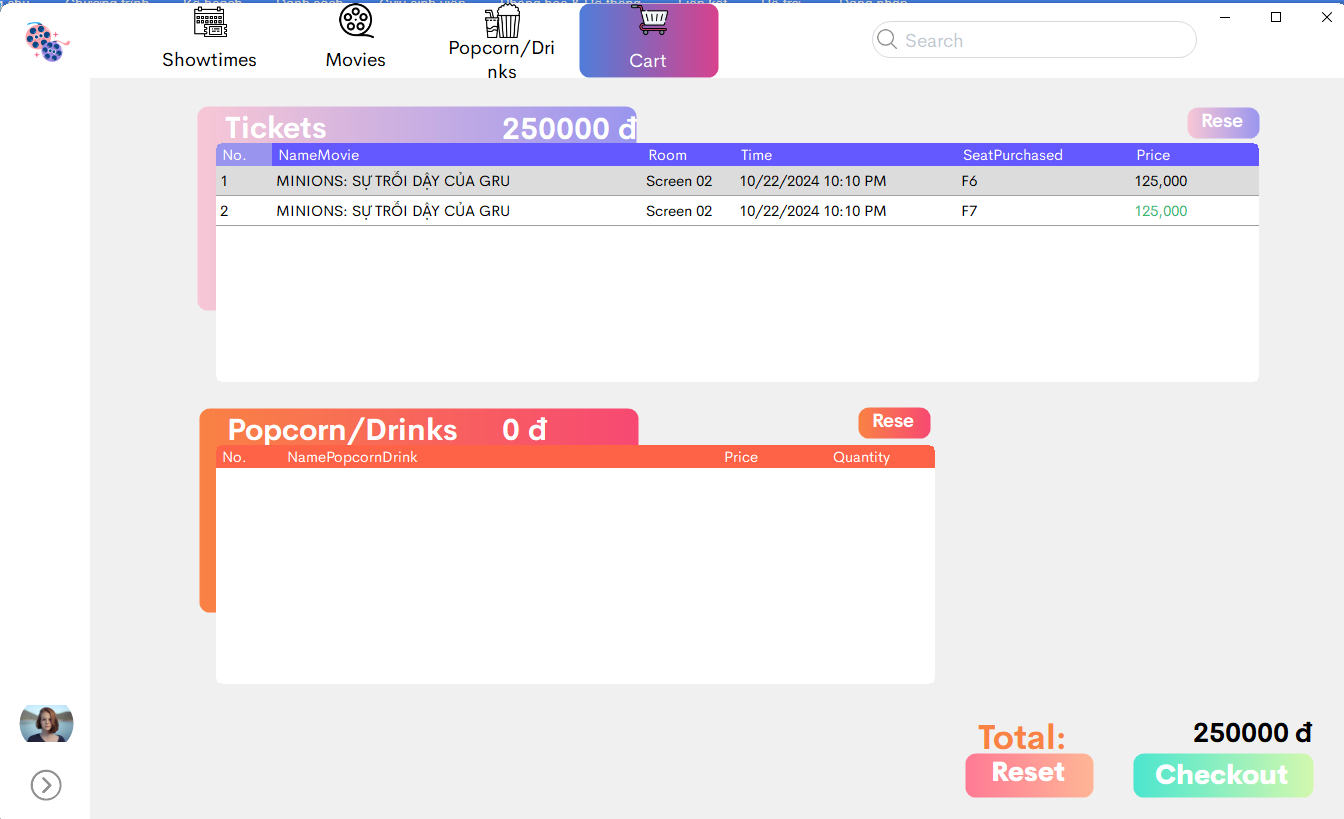 Showtimes
Movies
Popcorn/Dri
nks
Cart
Search
Tickets 250000 đ
Rese
No. NameMovie Room Time SeatPurchased Price
1 MINIONS: SỰ TRỖI DẬY CỦA GRU Screen 02 10/22/2024 10:10 PM F6 125,000
2 MINIONS: SỰ TRỖI DẬY CỦA GRU Screen 02 10/22/2024 10:10 PM F7 125,000
Popcorn/Drinks 0 đ
Rese
No. NamePopcornDrink Price Quantity
Total: 250000 đ
Reset
Checkout